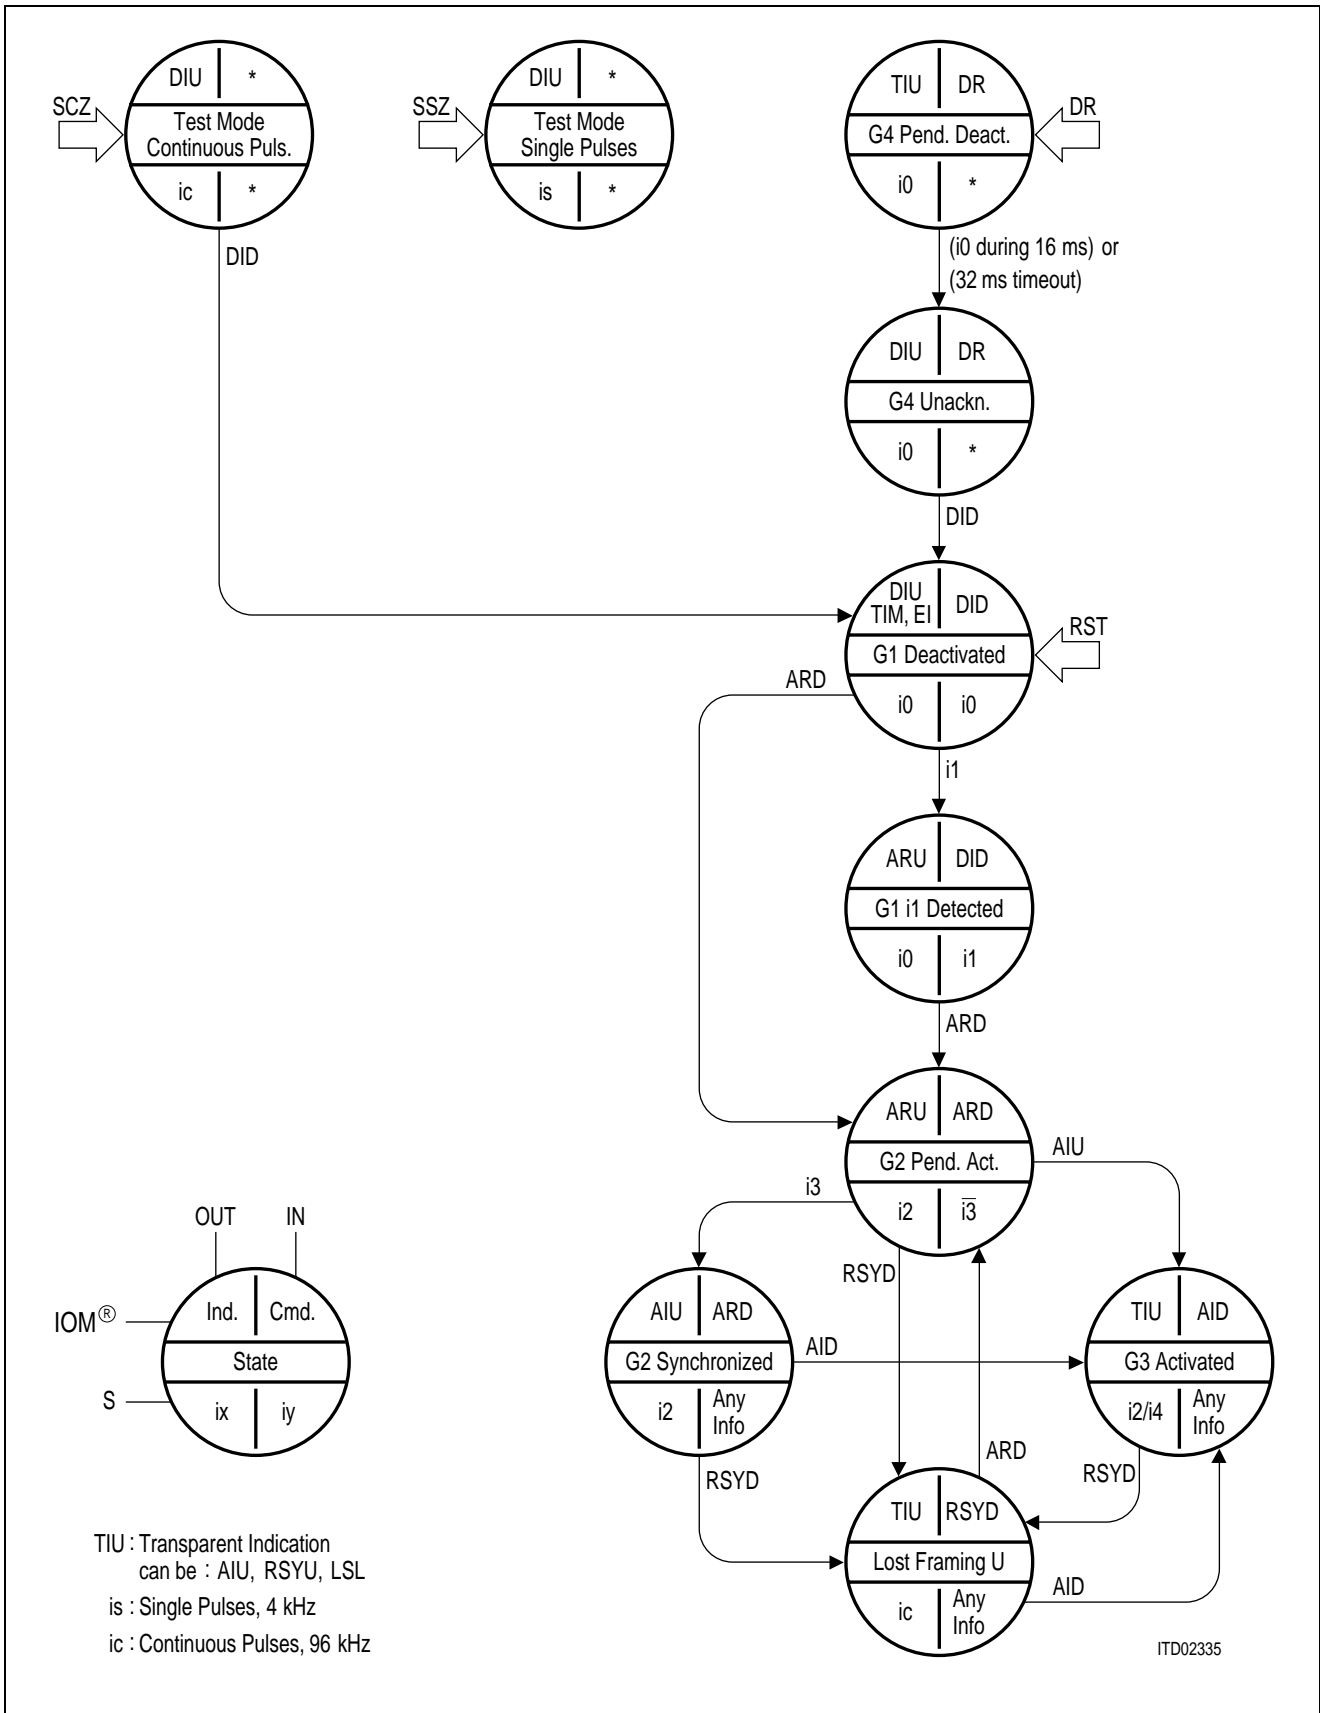 DIU *
SCZ
Test Mode
Continuous Puls.
ic *
DID
DIU *
SSZ
Test Mode
Single Pulses
is *
TIU DR
DR
G4 Pend. Deact.
i0 *
(i0 during 16 ms) or
(32 ms timeout)
DIU DR
G4 Unackn.
i0 *
DID
DIU
TIM, EI DID
RST
G1 Deactivated
ARD
i0 i0
i1
ARU DID
G1 i1 Detected
i0 i1
ARD
ARU ARD
AIU
G2 Pend. Act.
i3
i2 i̅3̅
RSYD
AIU ARD
AID
G2 Synchronized
i2 Any
Info
RSYD
TIU AID
G3 Activated
i2/i4 Any
Info
RSYD
ARD
TIU RSYD
Lost Framing U
AID
ic Any
Info
OUT IN
IOM® Ind. Cmd.
State
S ix iy
TIU : Transparent Indication
can be : AIU, RSYU, LSL
is : Single Pulses, 4 kHz
ic : Continuous Pulses, 96 kHz
ITD02335